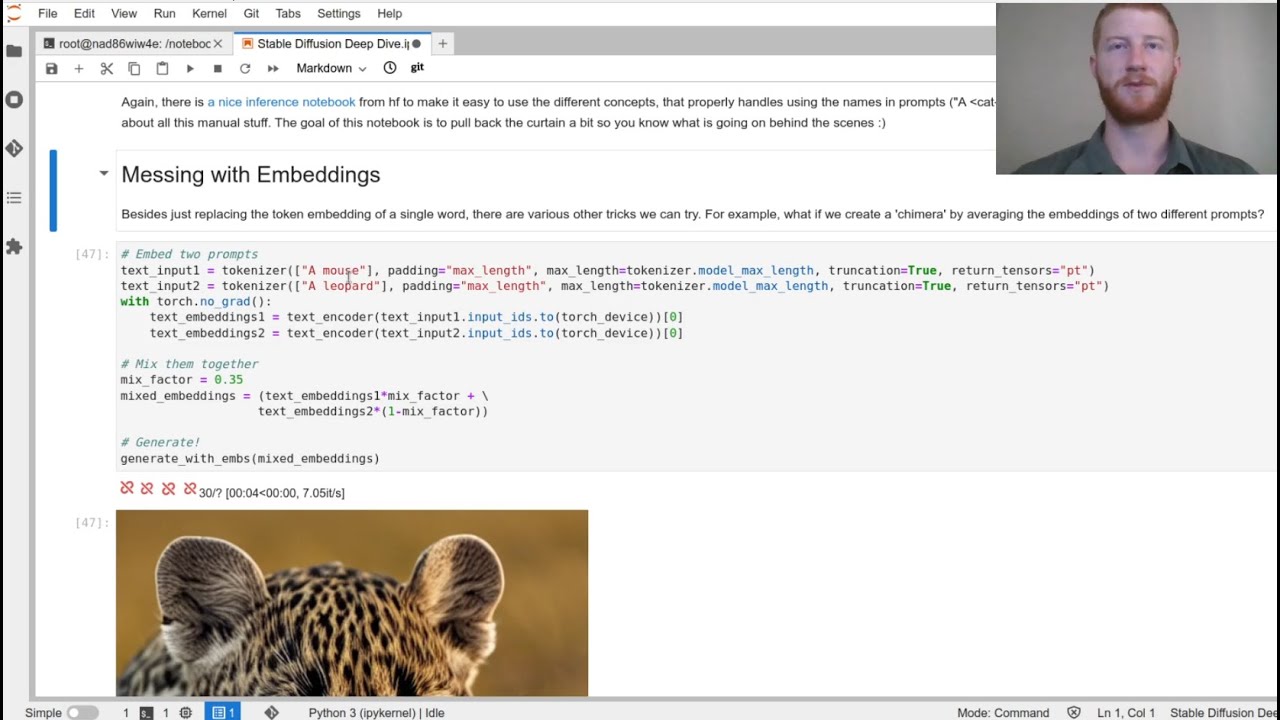 File Edit View Run Kernel Git Tabs Settings Help
root@nad86wiw4e: /noteboc
Stable Diffusion Deep Dive.i
Markdown
git
Again, there is a nice inference notebook from hf to make it easy to use the different concepts, that properly handles using the names in prompts ("A <cat-
about all this manual stuff. The goal of this notebook is to pull back the curtain a bit so you know what is going on behind the scenes :)
Messing with Embeddings
Besides just replacing the token embedding of a single word, there are various other tricks we can try. For example, what if we create a 'chimera' by averaging the embeddings of two different prompts?
[47]:
# Embed two prompts
text_input1 = tokenizer(["A mouse"], padding="max_length", max_length=tokenizer.model_max_length, truncation=True, return_tensors="pt")
text_input2 = tokenizer(["A leopard"], padding="max_length", max_length=tokenizer.model_max_length, truncation=True, return_tensors="pt")
with torch.no_grad():
    text_embeddings1 = text_encoder(text_input1.input_ids.to(torch_device))[0]
    text_embeddings2 = text_encoder(text_input2.input_ids.to(torch_device))[0]
# Mix them together
mix_factor = 0.35
mixed_embeddings = (text_embeddings1*mix_factor + \
                   text_embeddings2*(1-mix_factor))
# Generate!
generate_with_embs(mixed_embeddings)
30/? [00:04<00:00, 7.05it/s]
[47]:
Simple 1 1 1 Python 3 (ipykernel) | Idle Mode: Command Ln 1, Col 1 Stable Diffusion Dee